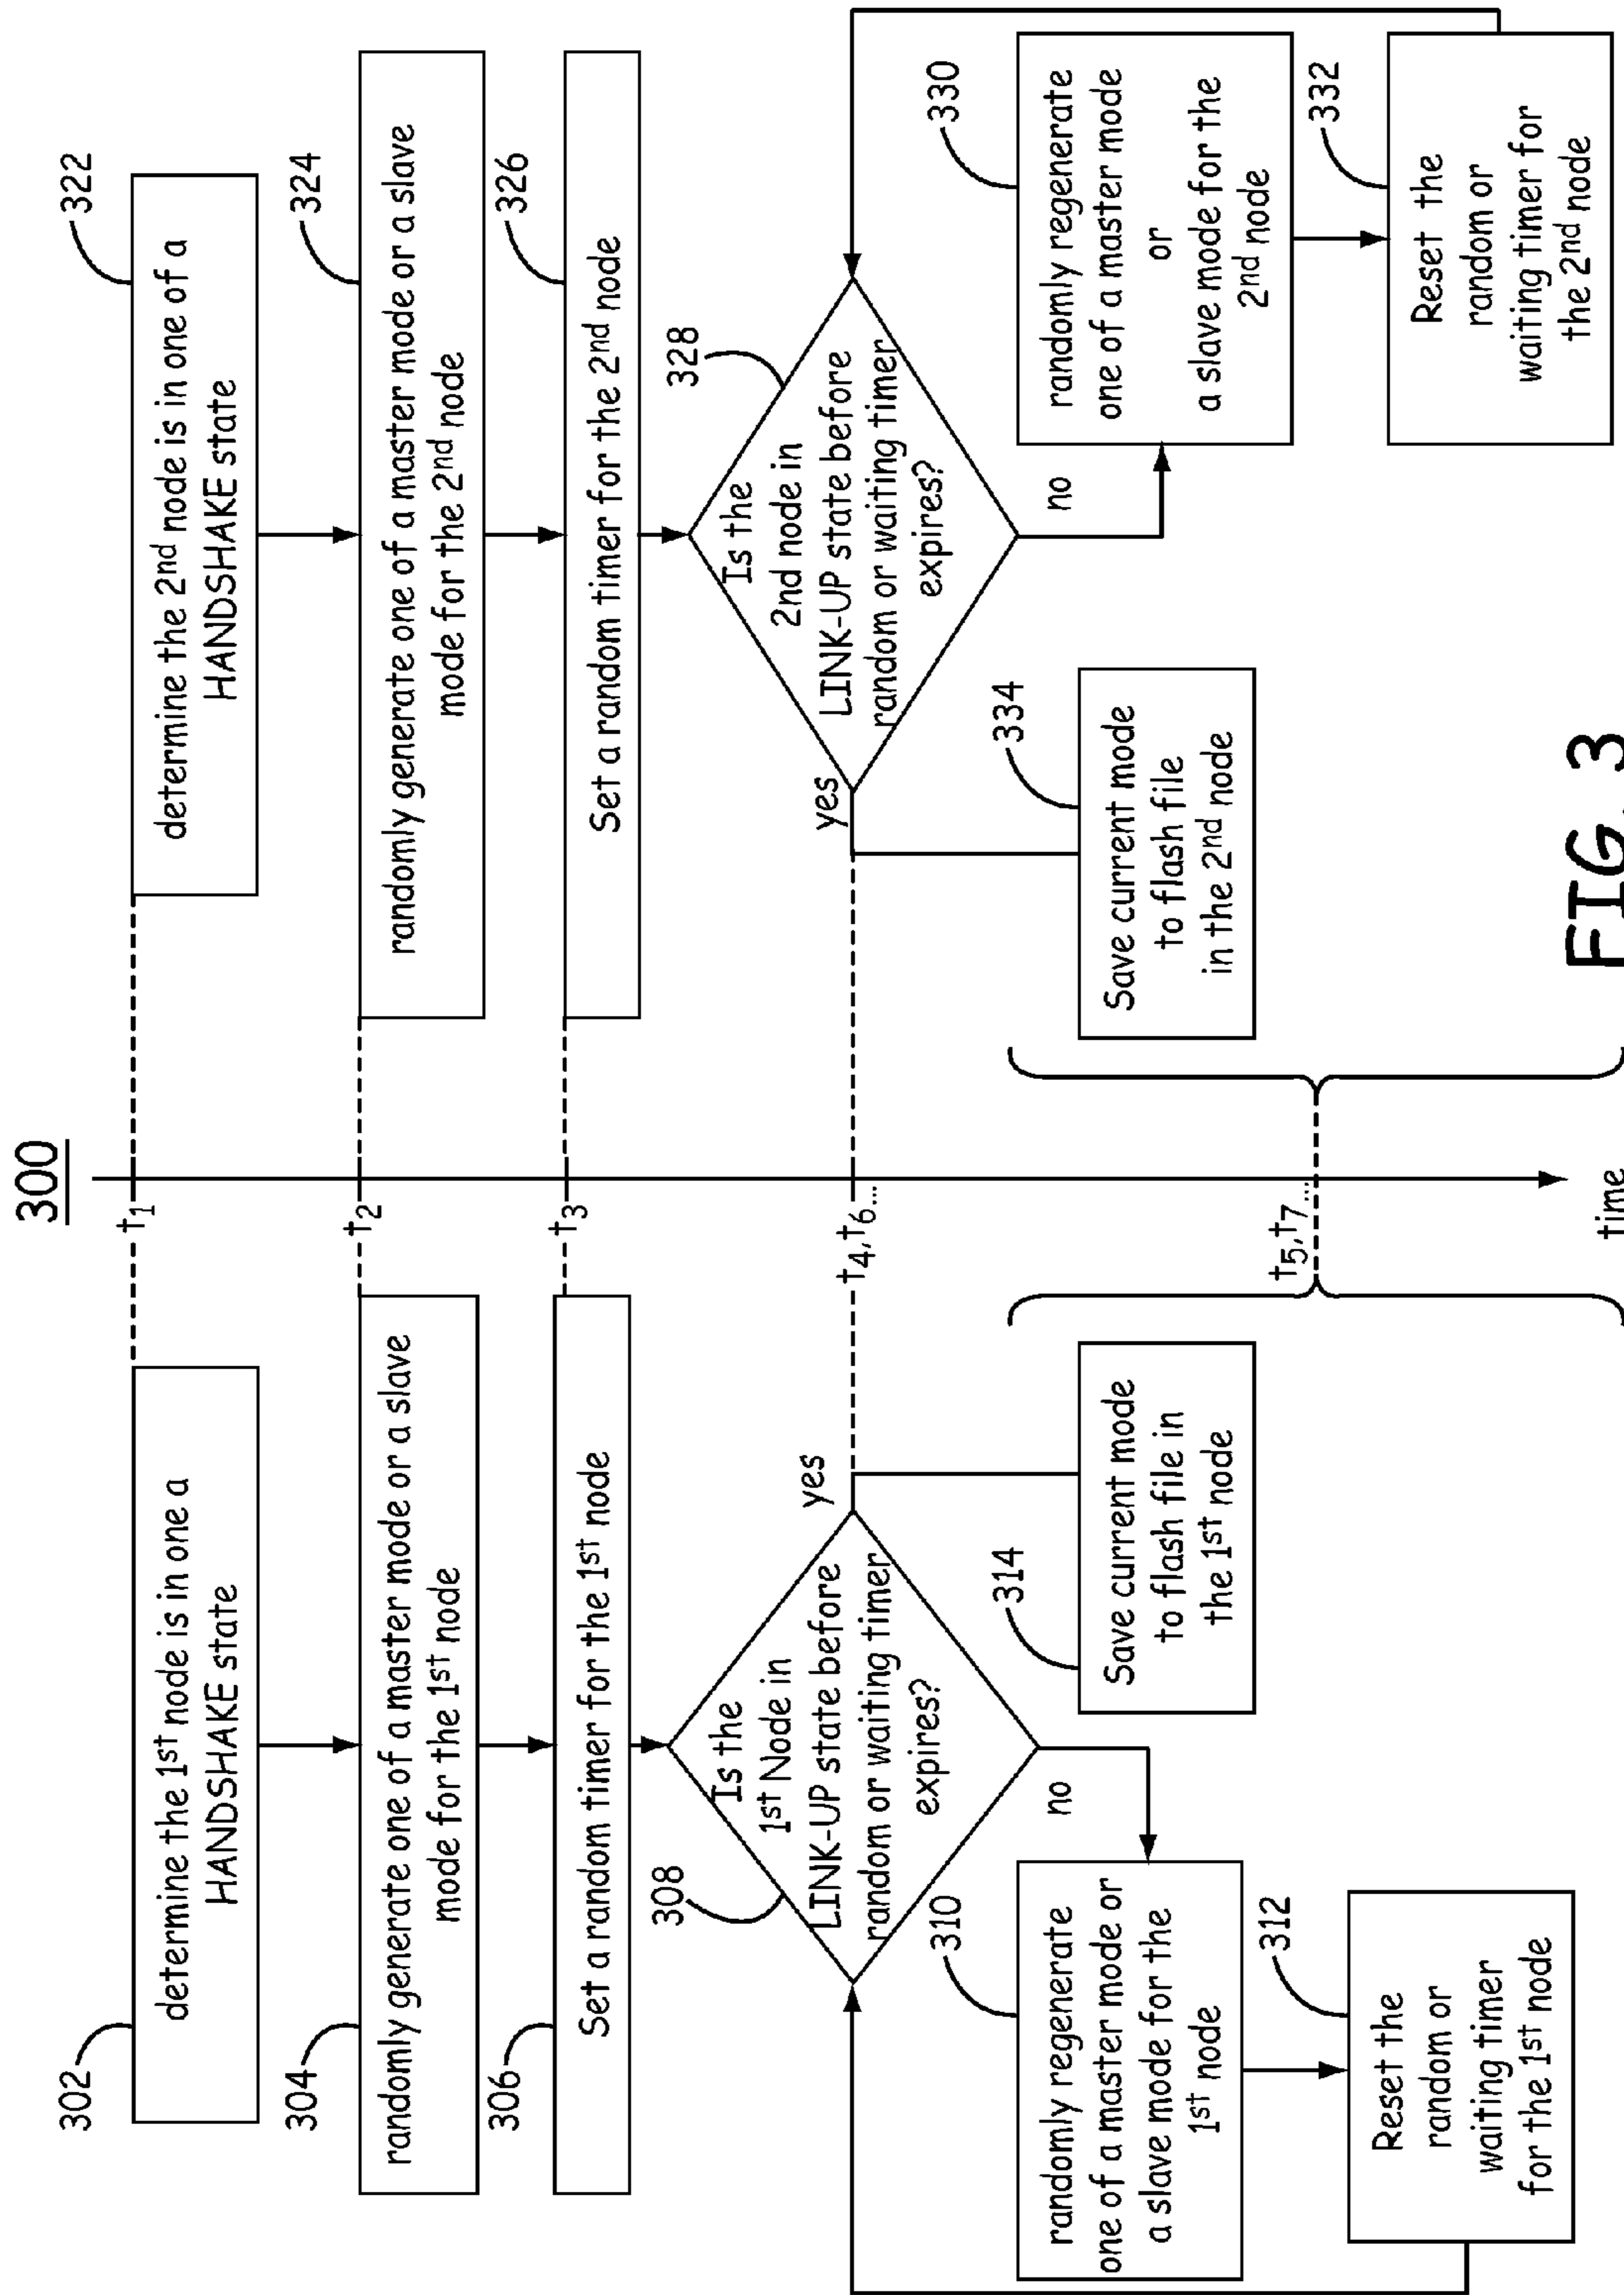 300
302
determine the 1st node is in one a
HANDSHAKE state
t1
determine the 2nd node is in one of a
HANDSHAKE state
322
304
randomly generate one of a master mode or a slave
mode for the 1st node
t2
randomly generate one of a master mode or a slave
mode for the 2nd node
324
306
Set a random timer for the 1st node
t3
Set a random timer for the 2nd node
326
308
Is the
1st Node in
LINK-UP state before
random or waiting timer
expires?
yes
no
t4,t6...
328
Is the
2nd node in
LINK-UP state before
random or waiting timer
expires?
yes
no
310
randomly regenerate
one of a master mode or
a slave mode for the
1st node
314
Save current mode
to flash file in
the 1st node
334
Save current mode
to flash file
in the 2nd node
330
randomly regenerate
one of a master mode
or
a slave mode for the
2nd node
312
Reset the
random or
waiting timer
for the 1st node
t5,t7...
332
Reset the
random or
waiting timer for
the 2nd node
time
FIG. 3